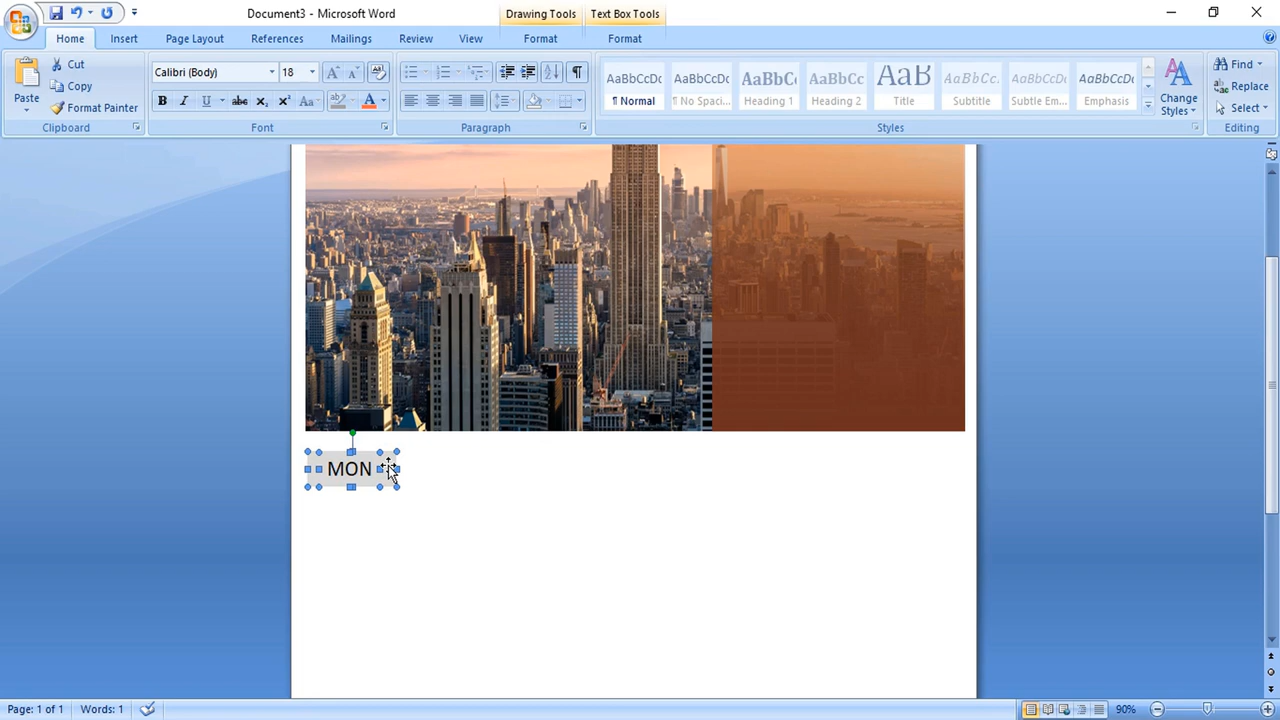 Document3 - Microsoft Word
Drawing Tools
Text Box Tools
Home
Insert
Page Layout
References
Mailings
Review
View
Format
Format
Paste
Cut
Copy
Format Painter
Clipboard
Calibri (Body)
18
Font
Paragraph
AaBbCcDc
¶ Normal
AaBbCcDc
¶ No Spaci...
AaBbCc
Heading 1
AaBbCc
Heading 2
AaB
Title
AaBbCc.
Subtitle
AaBbCcDc
Subtle Em...
AaBbCcDc
Emphasis
Change
Styles
Styles
Find
Replace
Select
Editing
MON
Page: 1 of 1
Words: 1
90%